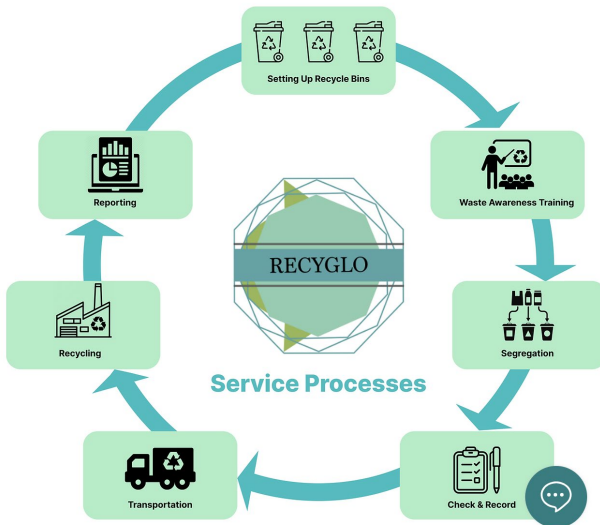 Setting Up Recycle Bins
Waste Awareness Training
Segregation
Check & Record
Transportation
Recycling
Reporting
RECYGLO
Service Processes